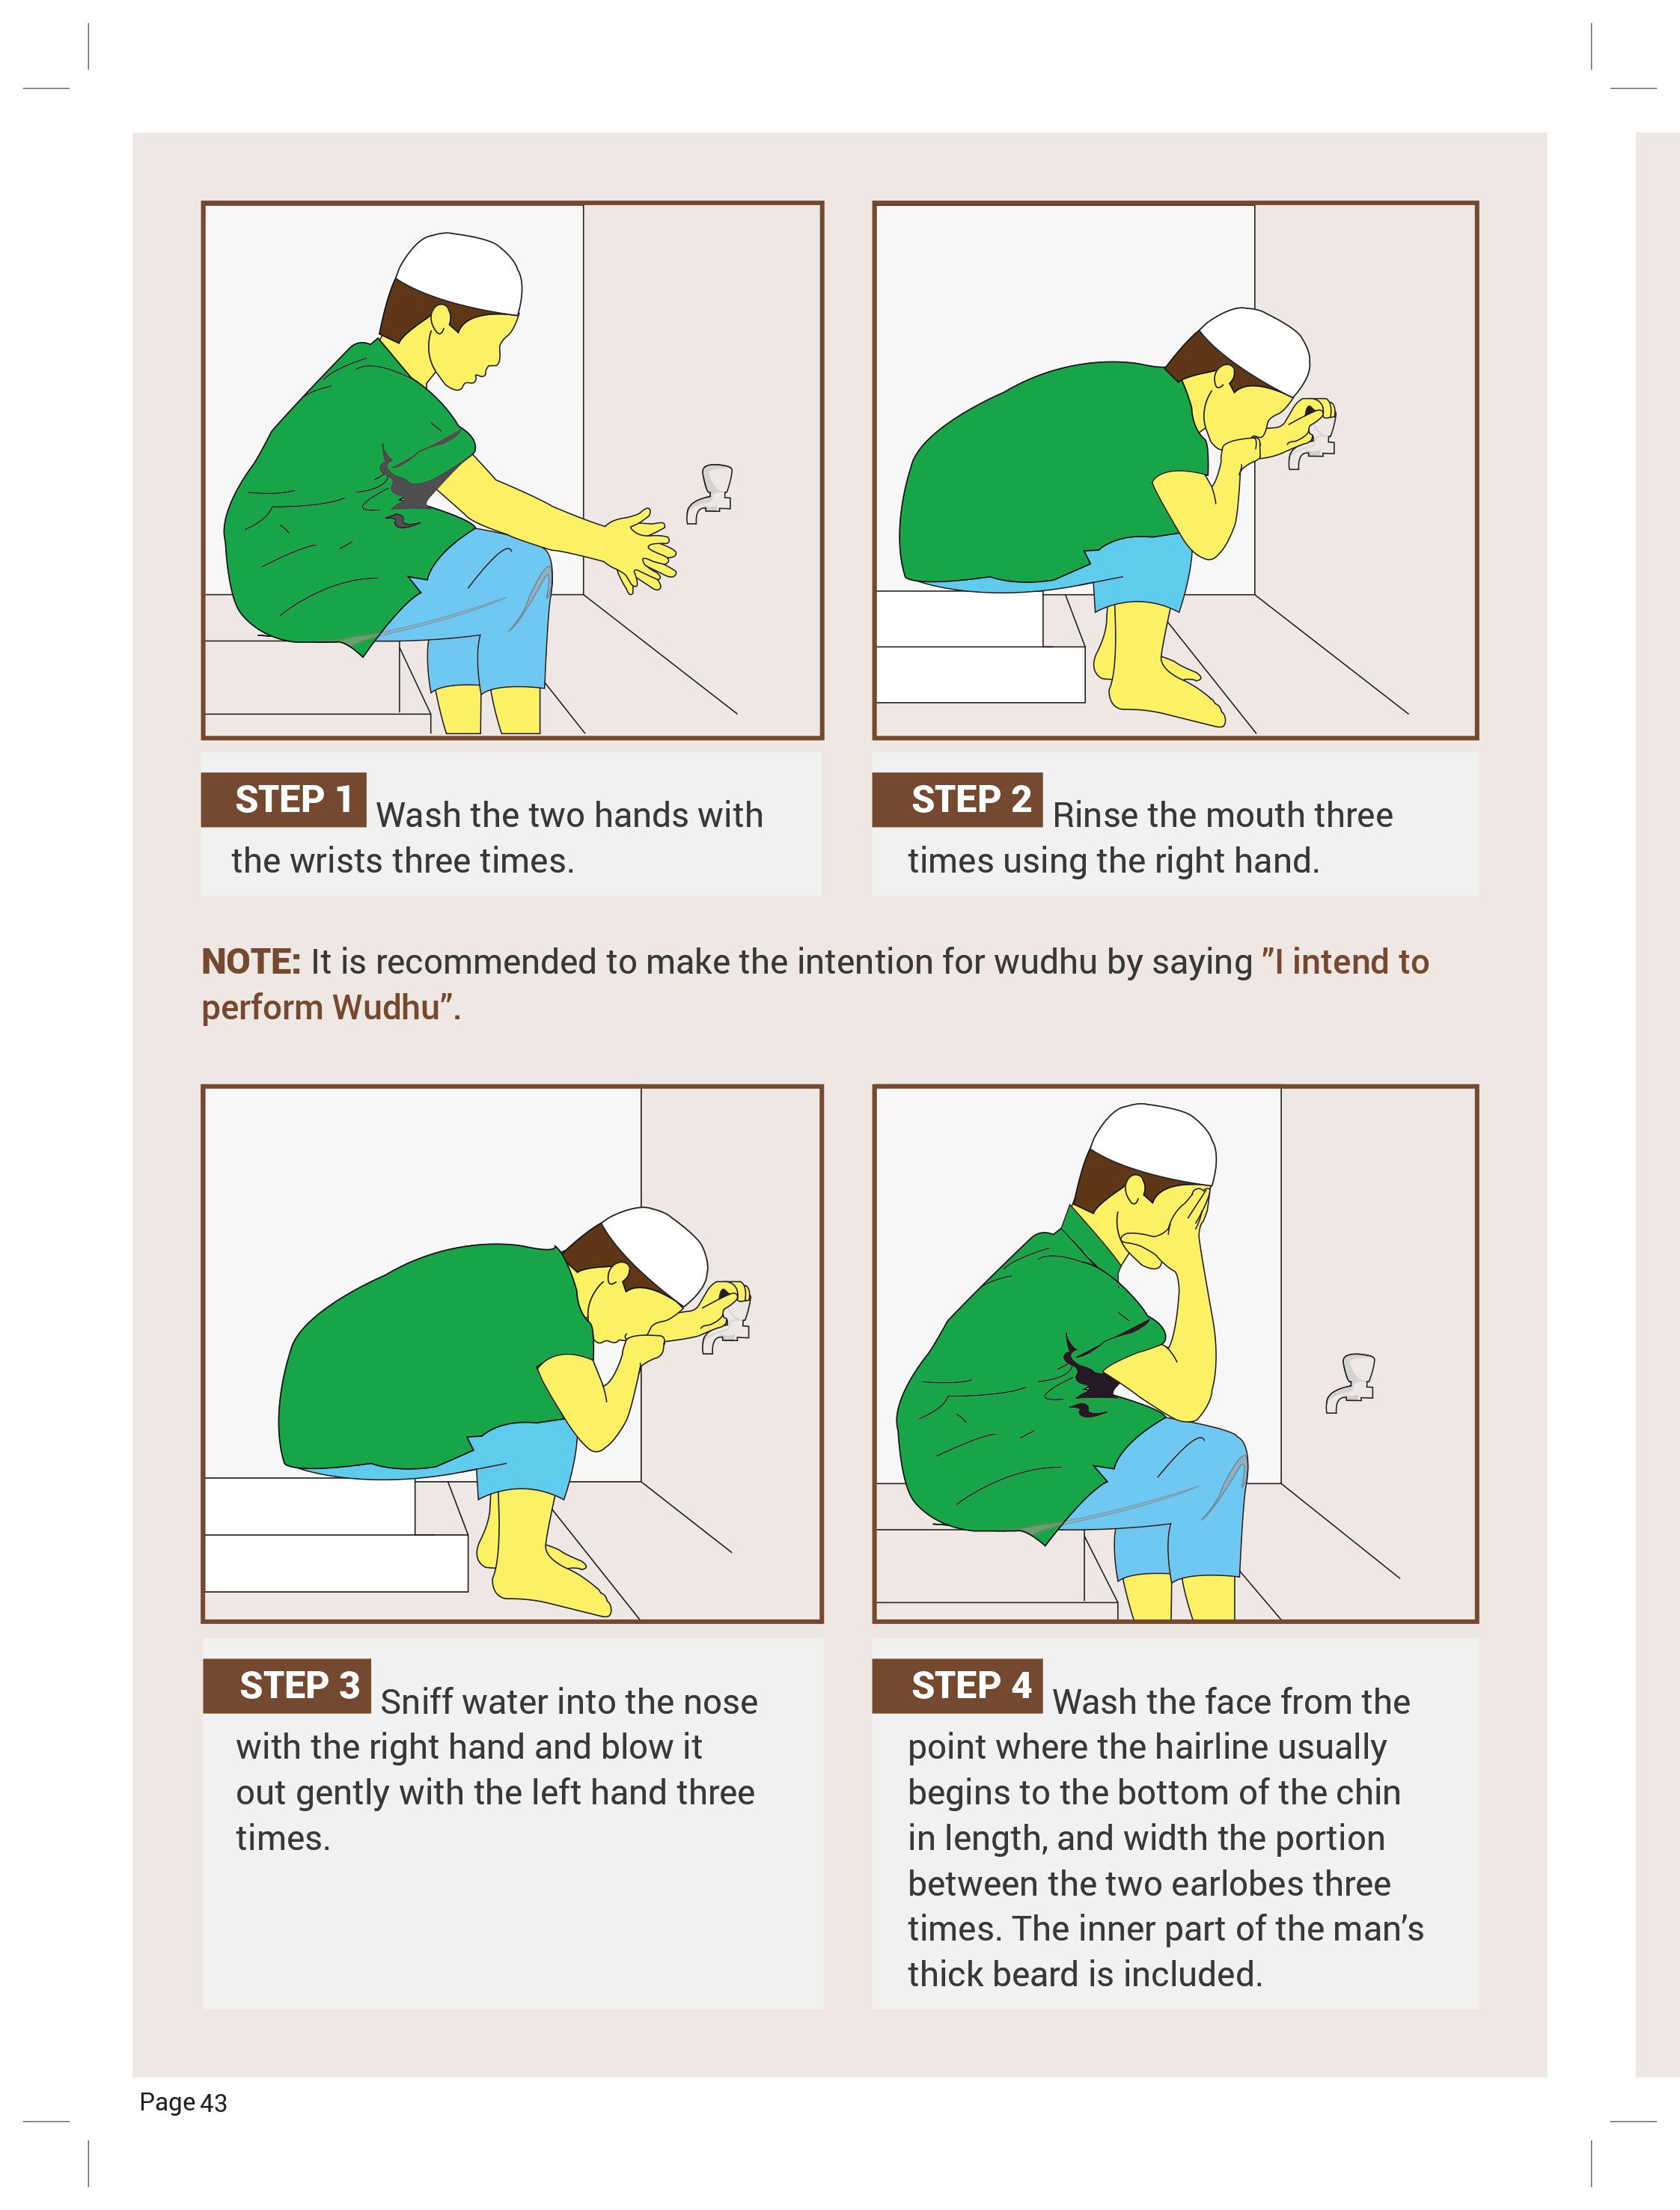 STEP 1 Wash the two hands with
the wrists three times.
STEP 2 Rinse the mouth three
times using the right hand.
NOTE: It is recommended to make the intention for wudhu by saying ”I intend to
perform Wudhu”.
STEP 3 Sniff water into the nose
with the right hand and blow it
out gently with the left hand three
times.
STEP 4 Wash the face from the
point where the hairline usually
begins to the bottom of the chin
in length, and width the portion
between the two earlobes three
times. The inner part of the man’s
thick beard is included.
Page 43